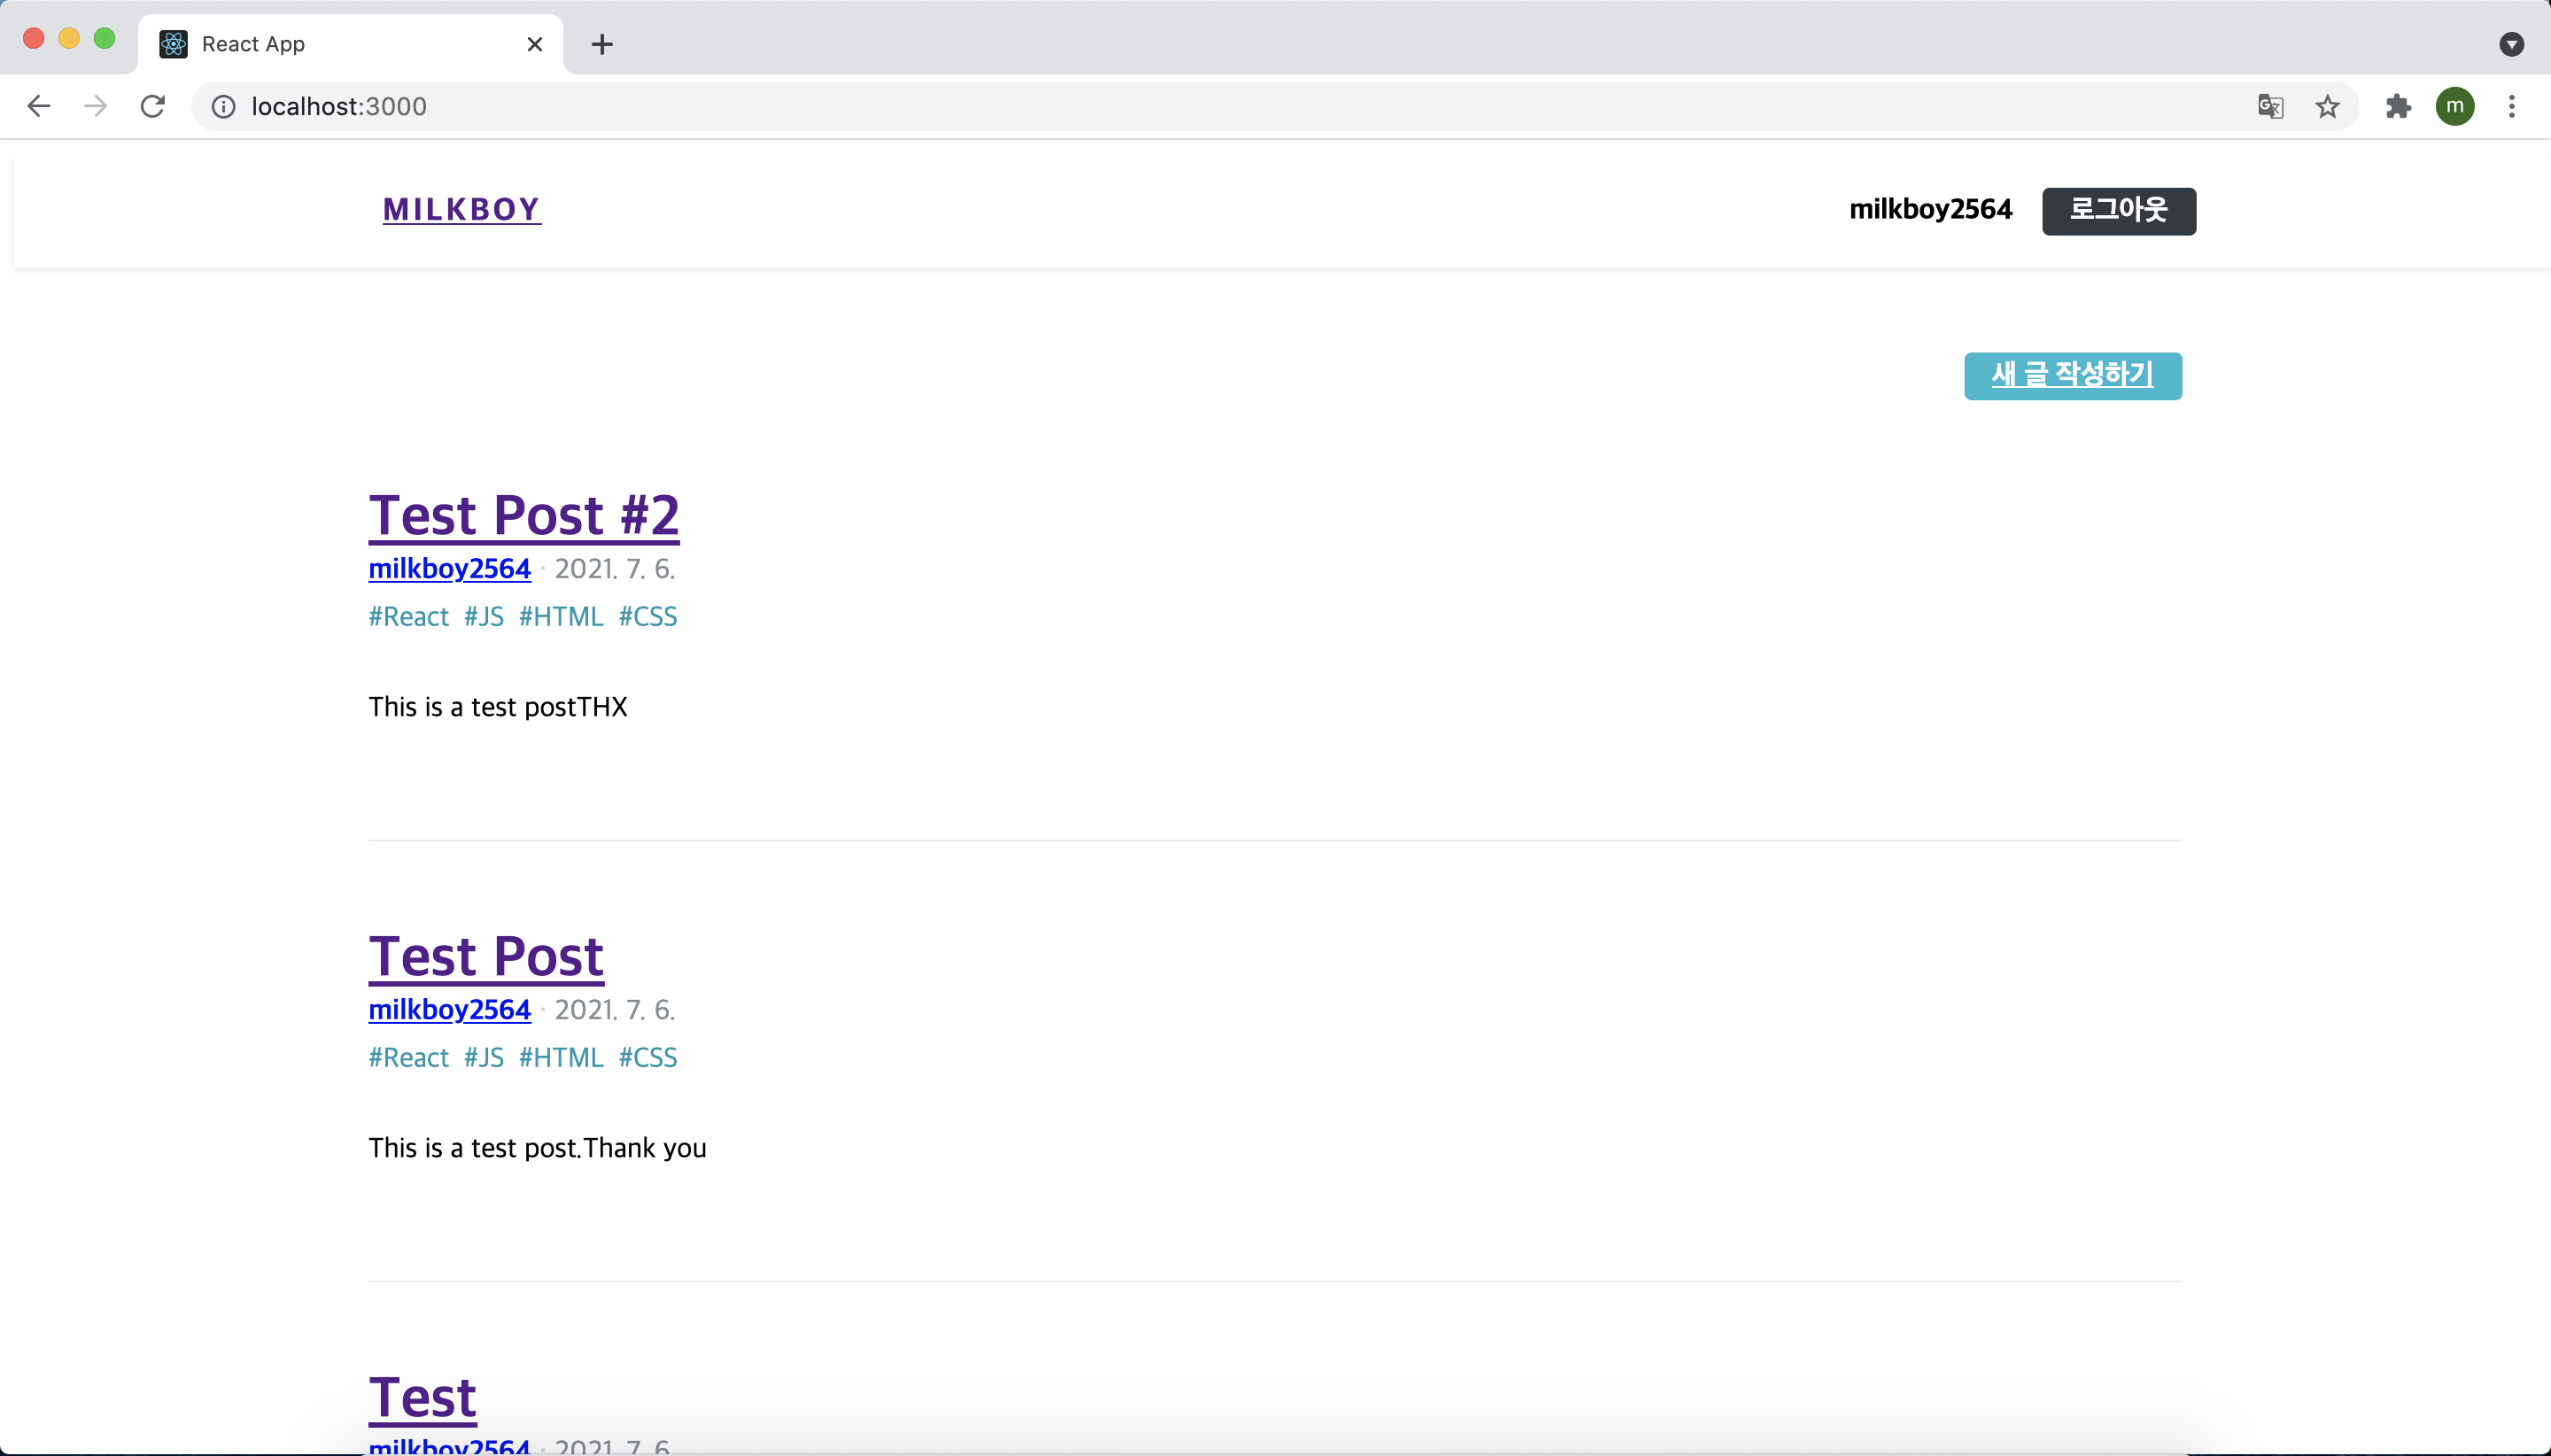 React App
localhost:3000
m
MILKBOY
milkboy2564 로그아웃
새 글 작성하기
Test Post #2
milkboy2564 · 2021. 7. 6.
#React #JS #HTML #CSS
This is a test postTHX
Test Post
milkboy2564 · 2021. 7. 6.
#React #JS #HTML #CSS
This is a test post.Thank you
Test
milkboy2564 · 2021. 7. 6.